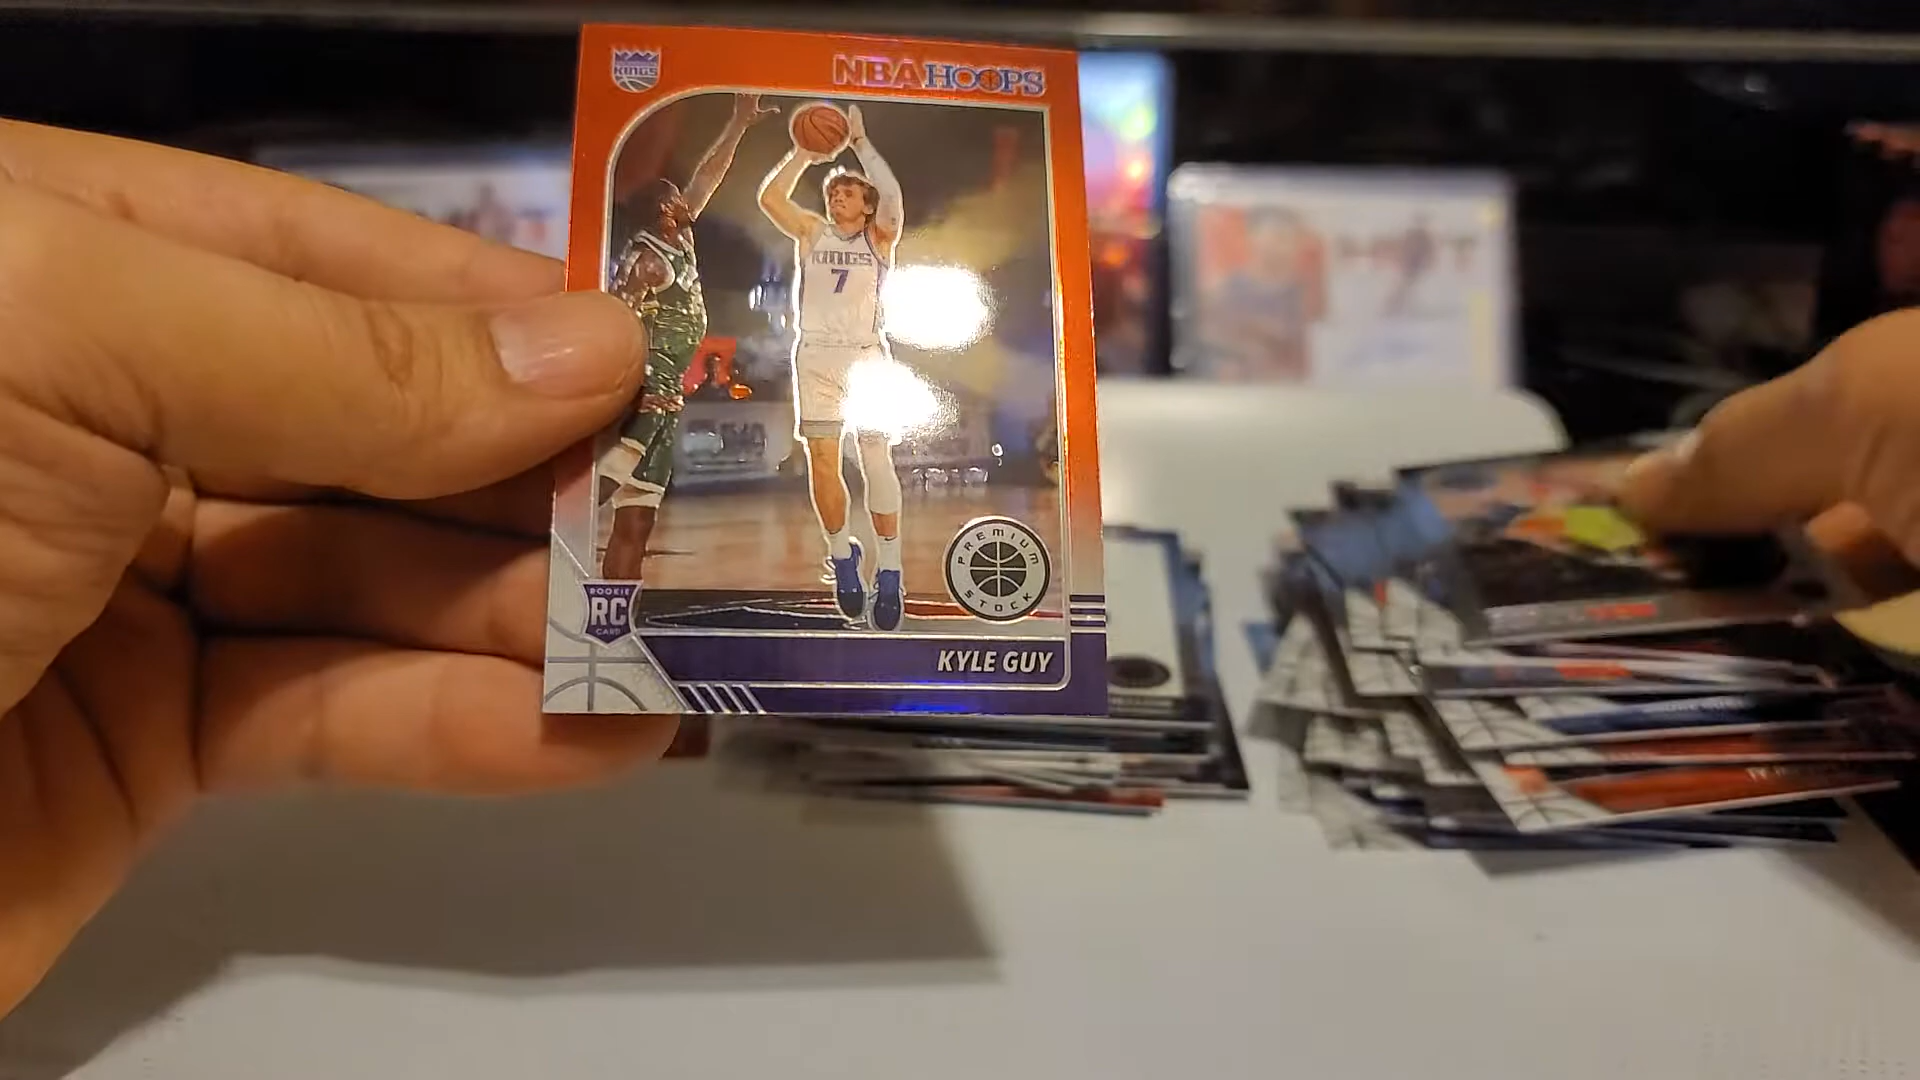 KINGS
NBA HOOPS
KINGS
7
PREMIUM
STOCK
ROOKIE
RC
CARD
KYLE GUY